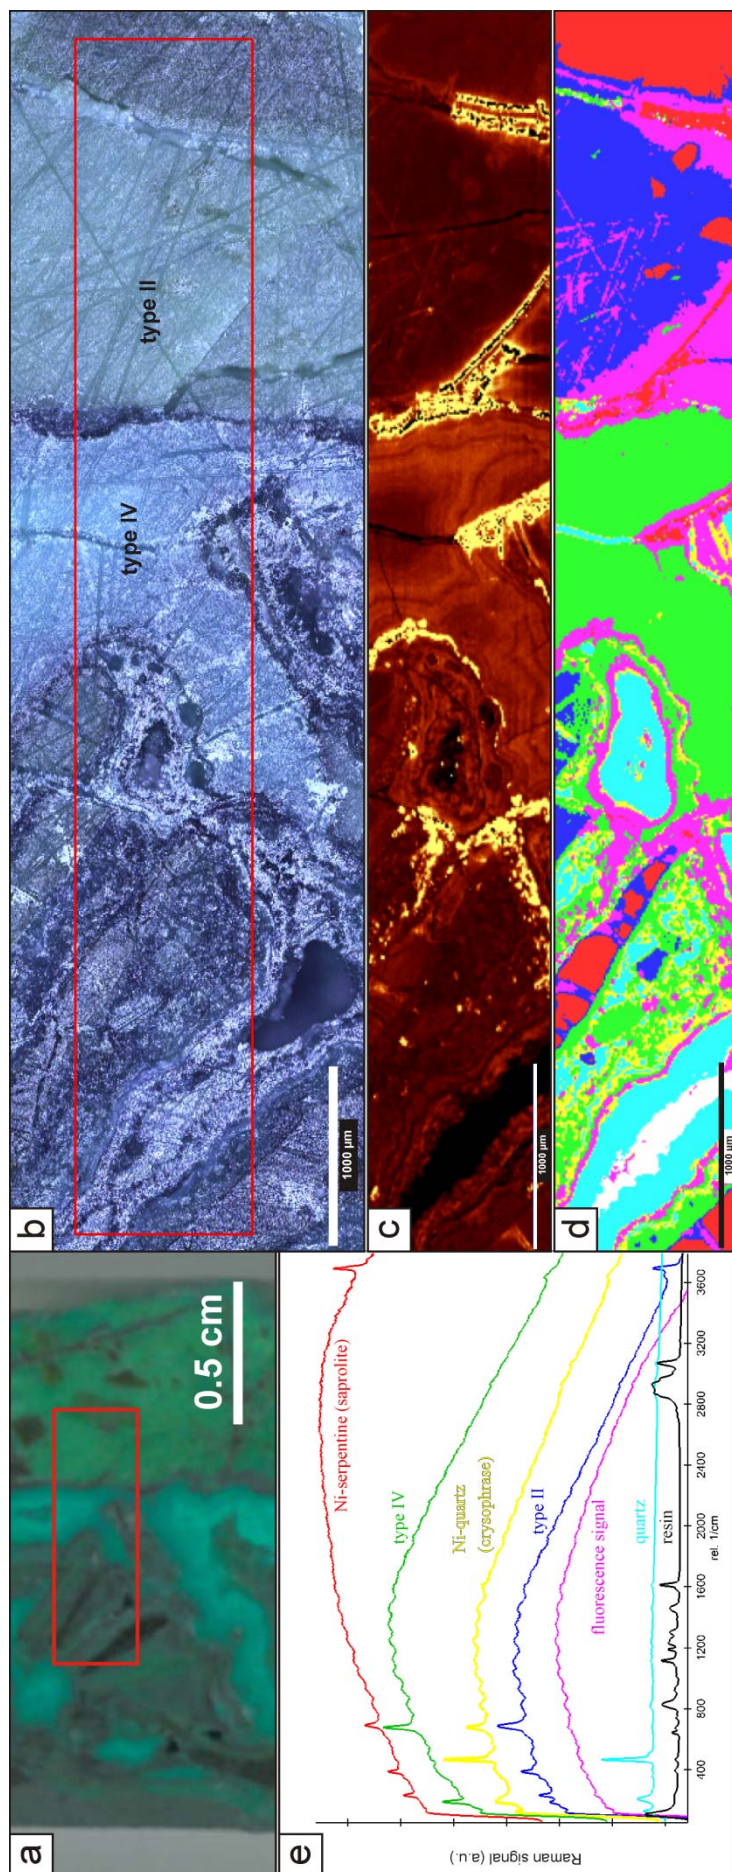 a
0.5 cm
b
type IV
type II
1000 µm
c
1000 µm
d
1000 µm
e
Raman signal (a.u.)
Ni-serpentine (saprolite)
type IV
Ni-quartz
(crysophrase)
type II
fluorescence signal
quartz
resin
400
800
1200
1600
2000
2400
2800
3200
3600
rel. 1/cm